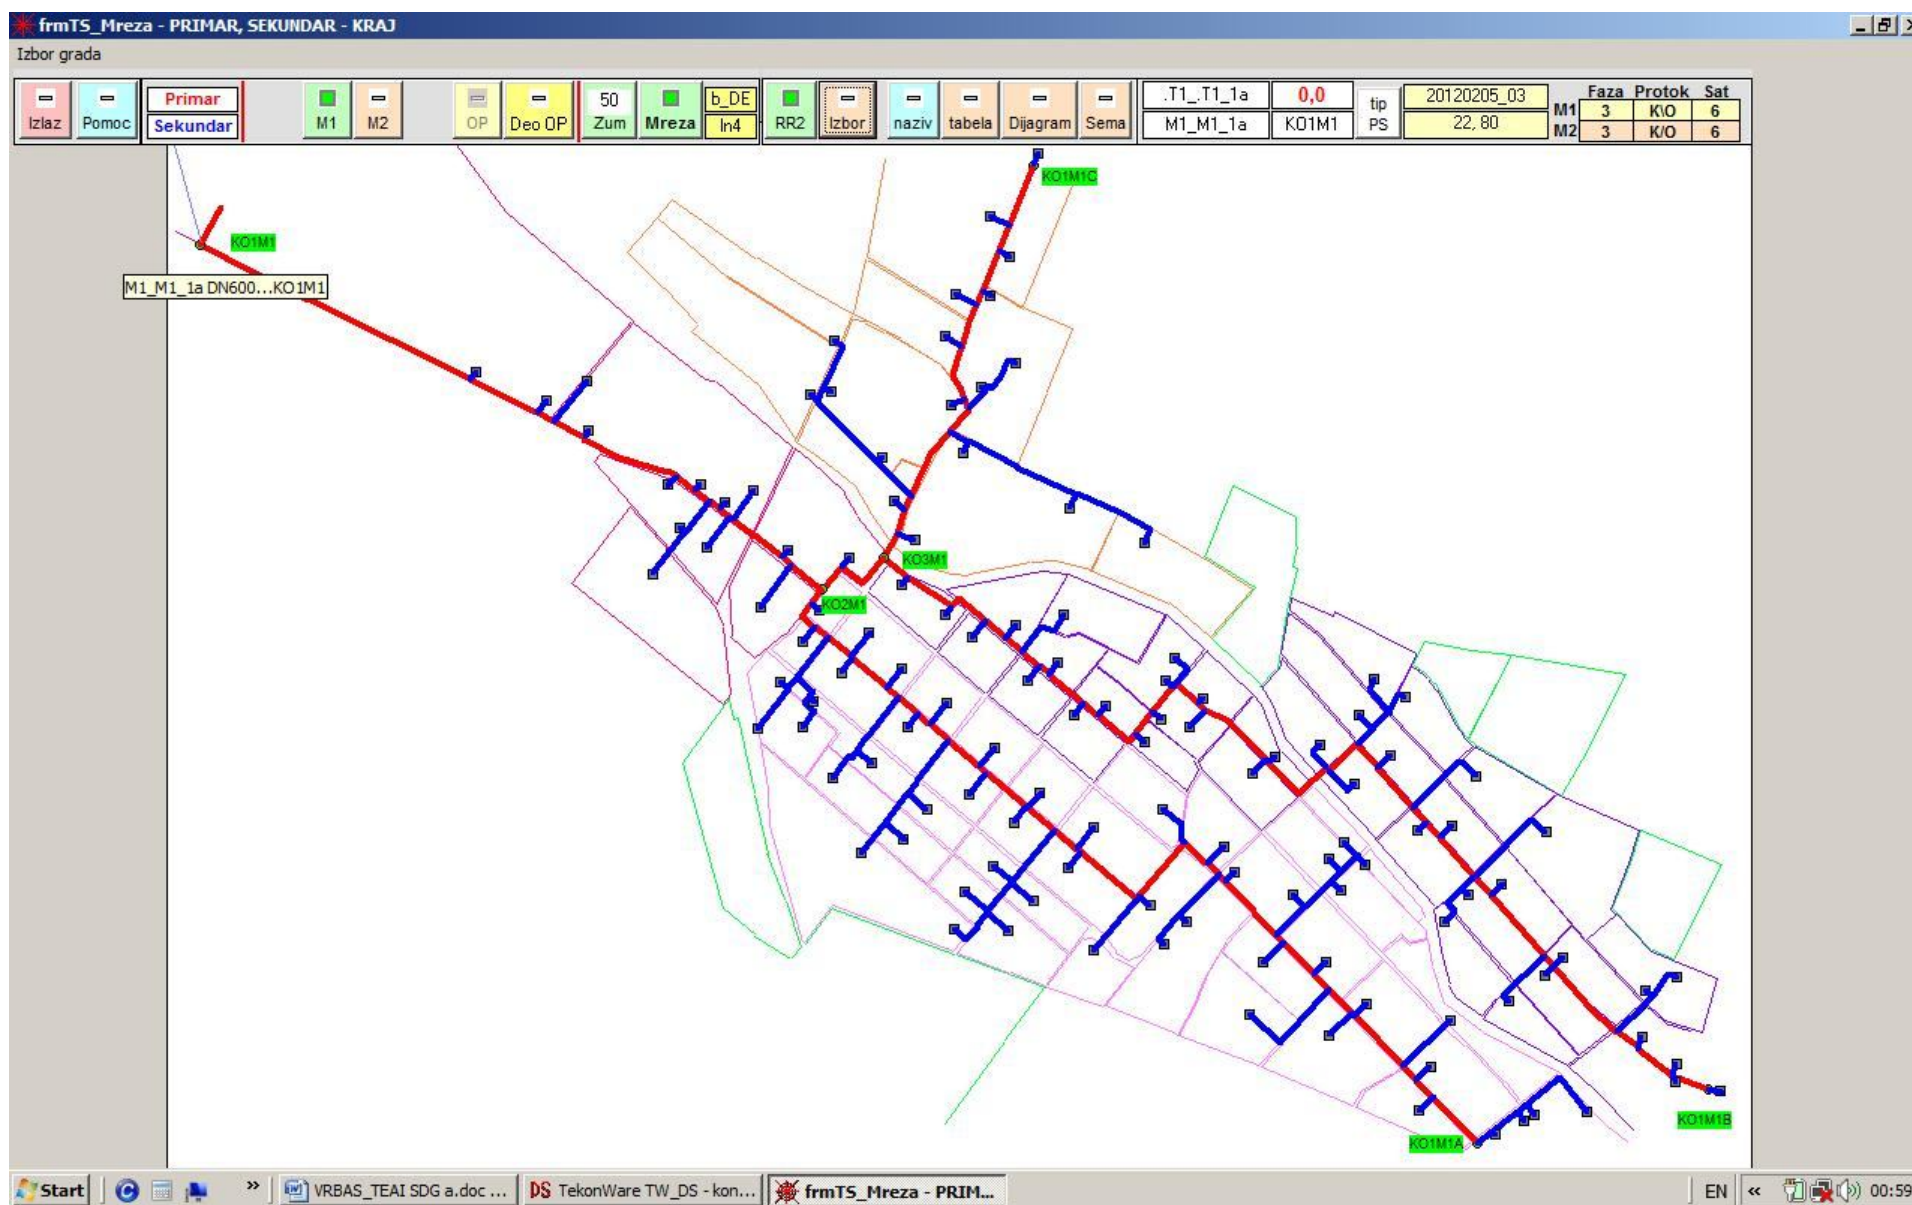 frmTS_Mreza - PRIMAR, SEKUNDAR - KRAJ
Izbor grada
Izlaz
Pomoc
Primar
Sekundar
M1
M2
OP
Deo OP
50
Zum
Mreza
b_DE
In4
RR2
Izbor
naziv
tabela
Dijagram
Sema
.T1_.T1_1a
0,0
M1_M1_1a
KO1M1
tip
PS
20120205_03
22, 80
Faza Protok Sat
M1 3 K\O 6
M2 3 K/O 6
KO1M1C
KO1M1
M1_M1_1a DN600...KO1M1
KO3M1
KO2M1
KO1M1B
KO1M1A
Start
»
VRBAS_TEAI SDG a.doc ...
DS TekonWare TW_DS - kon...
frmTS_Mreza - PRIM...
EN
«
00:59